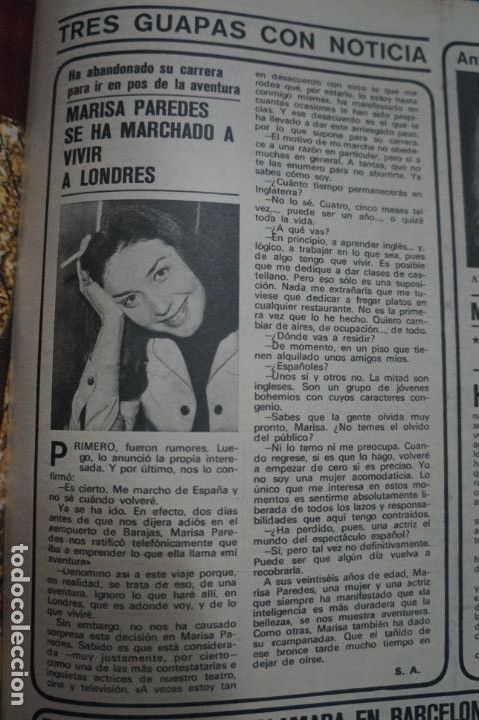 TRES GUAPAS CON NOTICIA
Ha abandonado su carrera
para ir en pos de la aventura
MARISA PAREDES
SE HA MARCHADO A
VIVIR
A LONDRES
PRIMERO, fueron rumores. Lue-
go, lo anunció la propia intere-
sada. Y por último, nos lo con-
firmó:
—Es cierto. Me marcho de España y
no sé cuándo volveré.
Ya se ha ido. En efecto, dos días
antes de que nos dijera adiós en el
aeropuerto de Barajas, Marisa Pare-
des nos ratificó telefónicamente que
iba a emprender lo que ella llama «mi
aventura»
—Denomino así a este viaje porque,
en realidad, se trata de eso, de una
aventura. Ignoro lo que haré allí, en
Londres, que es adonde voy, y de lo
que viviré.
Sin embargo, no nos ha causado
sorpresa esta decisión en Marisa Pa-
redes. Sabido es que está considera-
da —muy justamente, por cierto—
como una de las más contestatarias e
inquietas actrices de nuestro teatro,
cine y televisión. «A veces estoy tan
en desacuerdo con todo lo que me
rodea que, por estarlo, lo estoy hasta
conmigo misma», ha manifestado en
cuantas ocasiones le han sido propi-
cias. Y ese desacuerdo es el que la
ha llevado a dar este arriesgado paso,
por lo que supone para su carrera.
—El motivo de mi marcha no obede-
ce a una razón en particular, pero sí a
muchas en general. A tantas, que no
te las enumero para no aburrirte. Ya
sabes cómo soy.
—¿Cuánto tiempo permanecerás en
Inglaterra?
—No lo sé. Cuatro, cinco meses tal
vez..., puede ser un año..., o quizá
toda la vida.
—¿A qué vas?
—En principio, a aprender inglés... y,
lógico, a trabajar en lo que sea, pues
de algo tengo que vivir. Es posible
que me dedique a dar clases de cas-
tellano. Pero eso sólo es una suposi-
ción. Nada me extrañaría que me tu-
viese que dedicar a fregar platos en
cualquier restaurante. No es la prime-
ra vez que lo he hecho. Quiero cam-
biar de aires, de ocupación..., de todo.
—¿Dónde vas a residir?
—De momento, en un piso que tie-
nen alquilado unos amigos míos.
—¿Españoles?
—Unos sí y otros no. La mitad son
ingleses. Son un grupo de jóvenes
bohemios con cuyos caracteres con-
genio.
—Sabes que la gente olvida muy
pronto, Marisa. ¿No temes el olvido
del público?
—Ni lo temo ni me preocupa. Cuan-
do regrese, si es que lo hago, volveré
a empezar de cero si es preciso. Yo
no soy una mujer acomodaticia. Lo
único que me interesa en estos mo-
mentos es sentirme absolutamente li-
berada de todos los lazos y responsa-
bilidades que aquí tengo contraídos.
—¿Ha perdido, pues, una actriz el
mundo del espectáculo español?
—Sí, pero tal vez no definitivamente.
Puede ser que algún día vuelva a
recobrarla.
A sus veintiséis años de edad, Mari-
sa Paredes, una mujer y una actriz
que siempre ha manifestado que «la
inteligencia es más duradera que la
belleza», se nos muestra aventurera.
Como otras, Marisa también ha dado
su «campanada». Que el tañido de
ese bronce tarde mucho tiempo en
dejar de oírse.
S. A.
An
M
todocoleccion
EN BARCELON